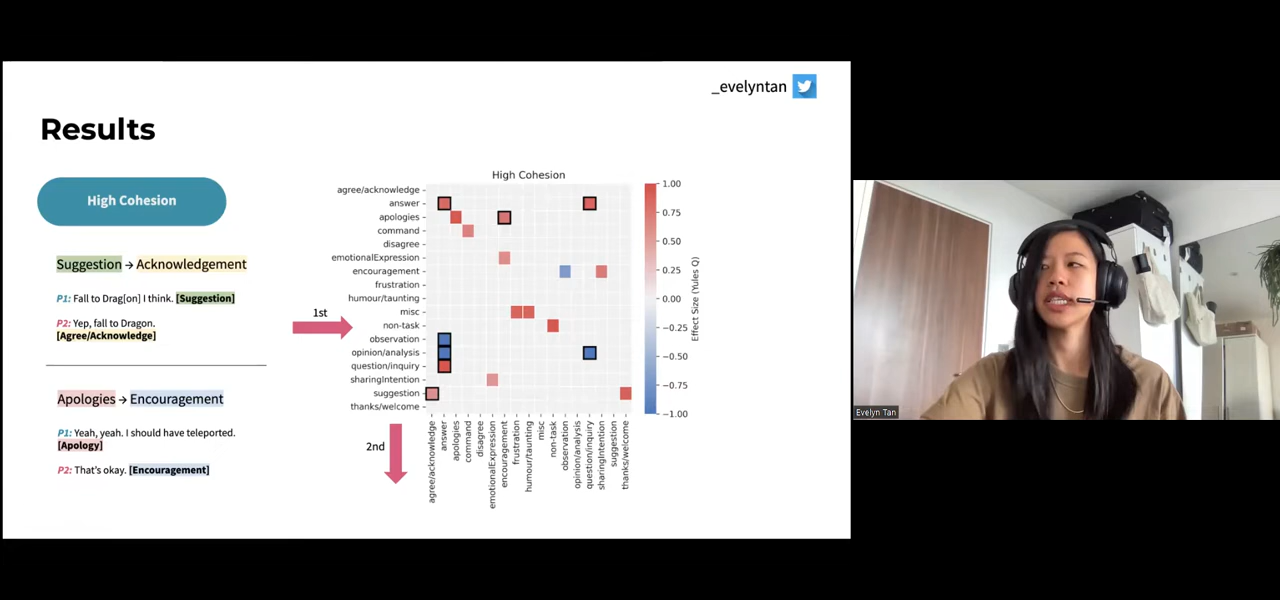 _evelyntan
Results
High Cohesion
Suggestion → Acknowledgement
P1: Fall to Drag[on] I think. [Suggestion]
P2: Yep, fall to Dragon.
[Agree/Acknowledge]
Apologies → Encouragement
P1: Yeah, yeah. I should have teleported.
[Apology]
P2: That's okay. [Encouragement]
1st
2nd
High Cohesion
agree/acknowledge
answer
apologies
command
disagree
emotionalExpression
encouragement
frustration
humour/taunting
misc
non-task
observation
opinion/analysis
question/inquiry
sharingIntention
suggestion
thanks/welcome
agree/acknowledge
answer
apologies
command
disagree
emotionalExpression
encouragement
frustration
humour/taunting
misc
non-task
observation
opinion/analysis
question/inquiry
sharingIntention
suggestion
thanks/welcome
1.00
0.75
0.50
0.25
0.00
−0.25
−0.50
−0.75
−1.00
Effect Size (Yules Q)
Evelyn Tan